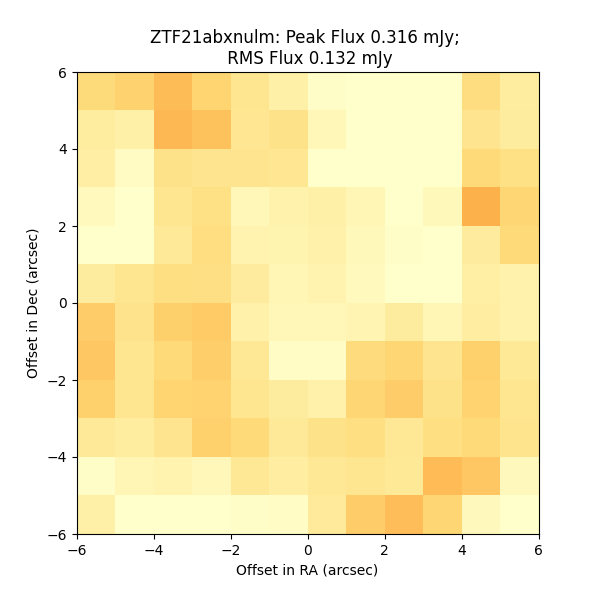 ZTF21abxnulm: Peak Flux 0.316 mJy;
RMS Flux 0.132 mJy
6
4
2
0
−2
−4
−6
Offset in Dec (arcsec)
−6 −4 −2 0 2 4 6
Offset in RA (arcsec)